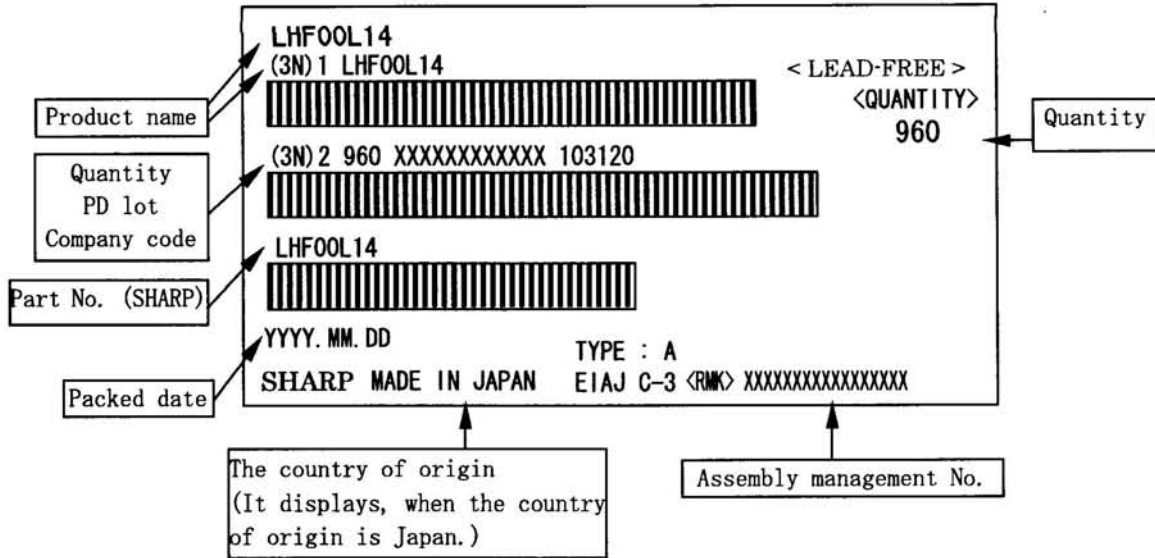 LHF00L14
(3N)1 LHF00L14
< LEAD-FREE >
<QUANTITY>
960
Product name
Quantity
(3N)2 960 XXXXXXXXXXXX 103120
Quantity
PD lot
Company code
LHF00L14
Part No. (SHARP)
YYYY.MM.DD
TYPE : A
SHARP MADE IN JAPAN EIAJ C-3 <RMK> XXXXXXXXXXXXXXXXX
Packed date
The country of origin
(It displays, when the country
of origin is Japan.)
Assembly management No.